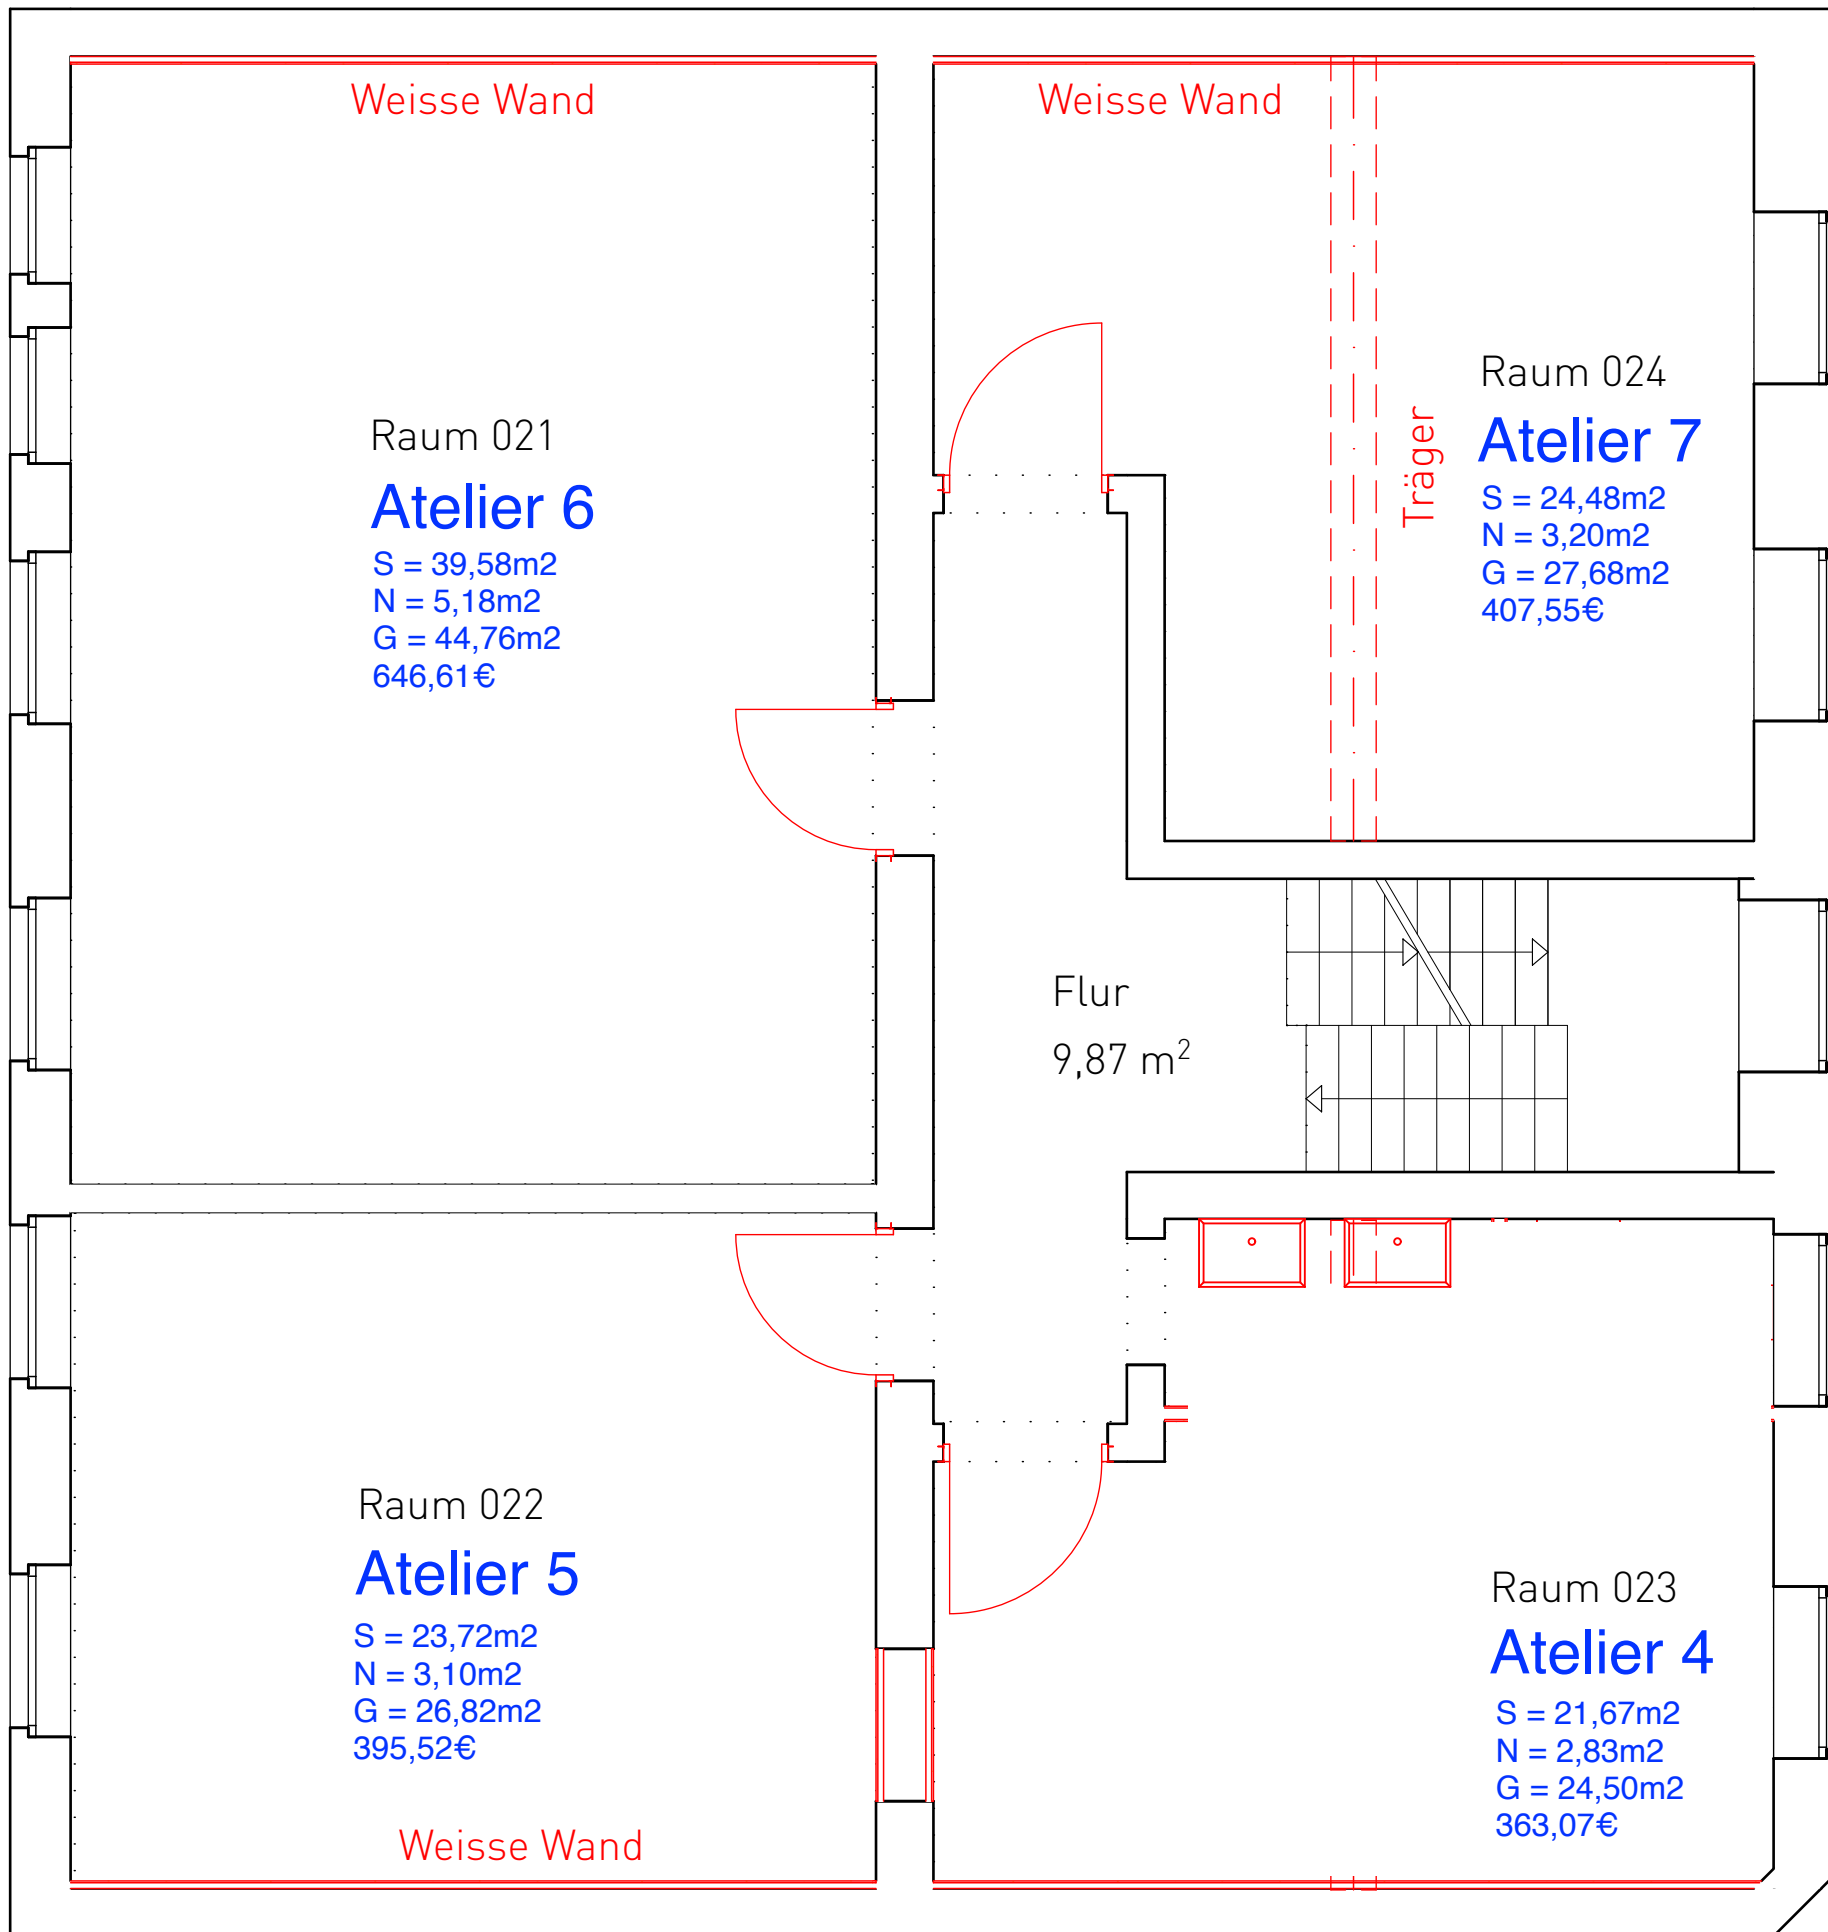 Weisse Wand
Weisse Wand
Raum 021
Atelier 6
S = 39,58m2
N = 5,18m2
G = 44,76m2
646,61€
Träger
Raum 024
Atelier 7
S = 24,48m2
N = 3,20m2
G = 27,68m2
407,55€
Flur
9,87 m²
Raum 022
Atelier 5
S = 23,72m2
N = 3,10m2
G = 26,82m2
395,52€
Weisse Wand
Raum 023
Atelier 4
S = 21,67m2
N = 2,83m2
G = 24,50m2
363,07€